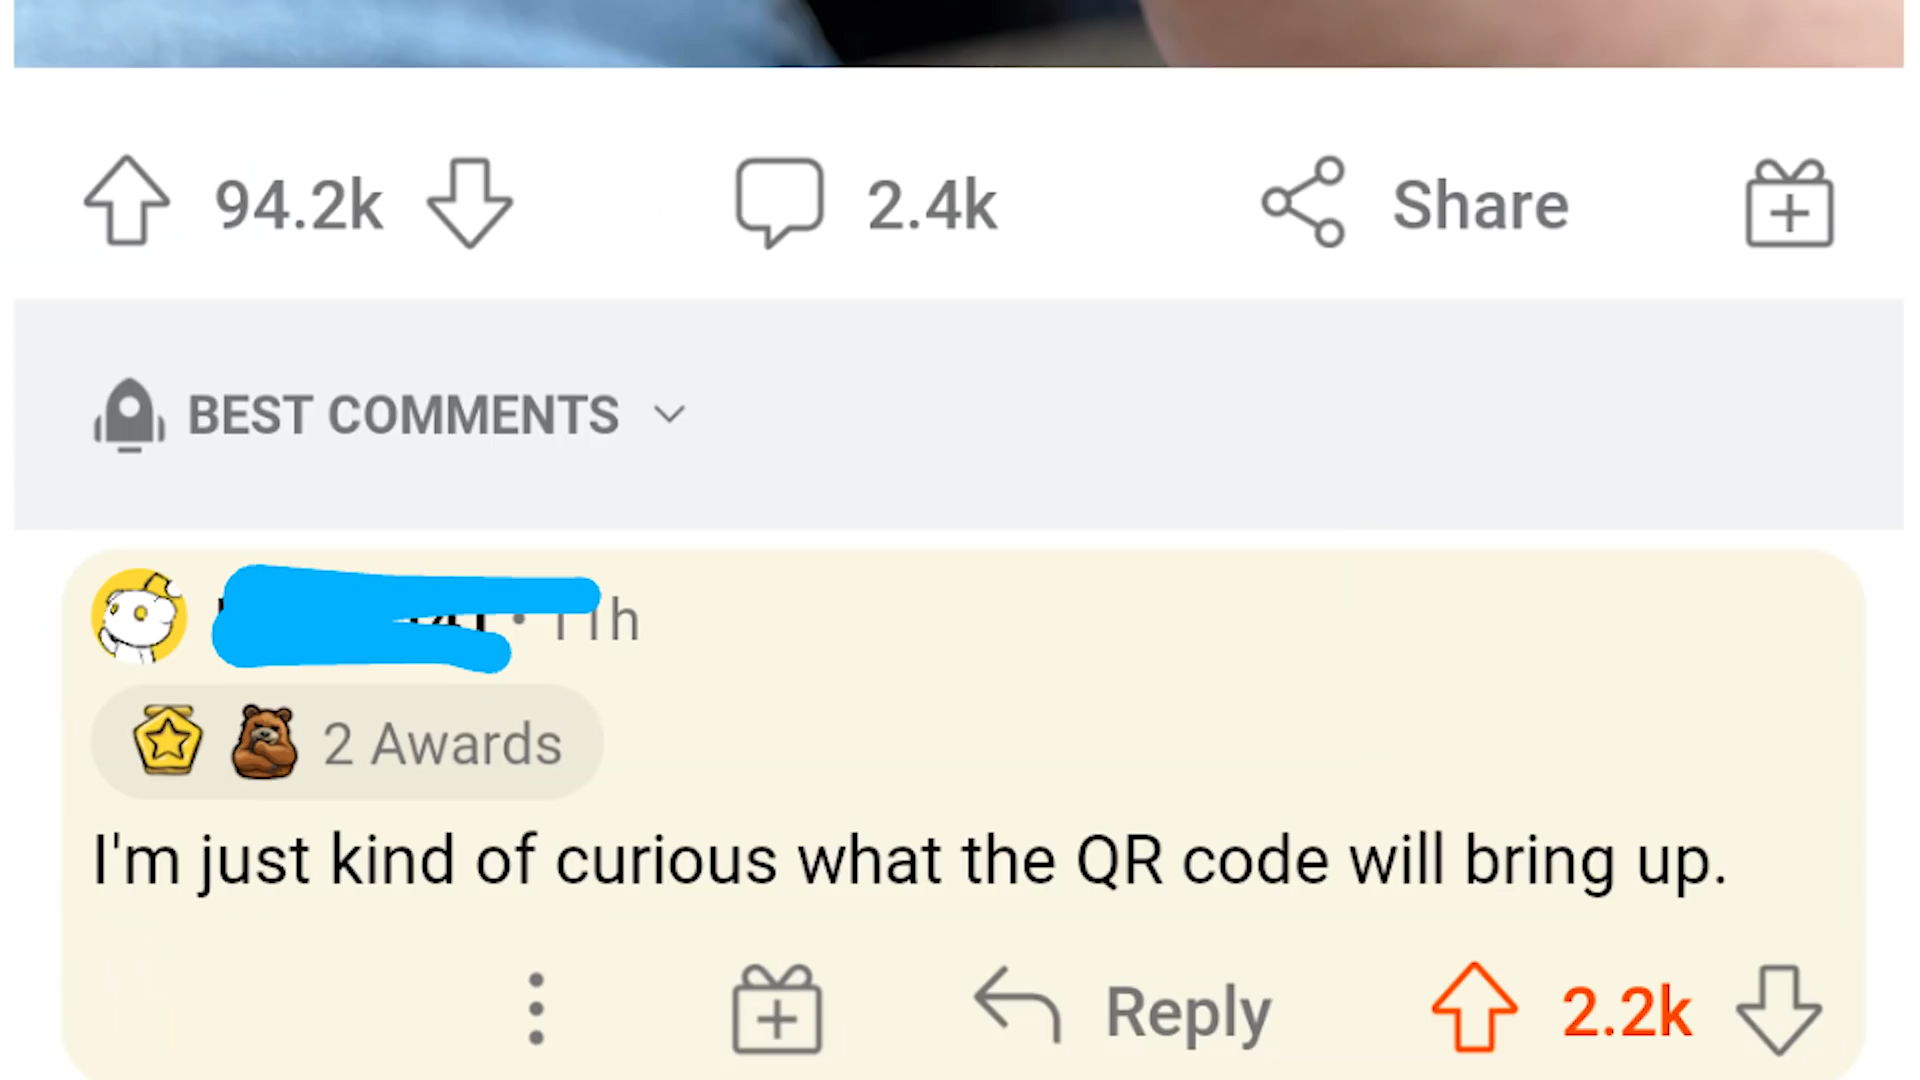 94.2k 2.4k Share
BEST COMMENTS
2 Awards
I'm just kind of curious what the QR code will bring up.
Reply 2.2k